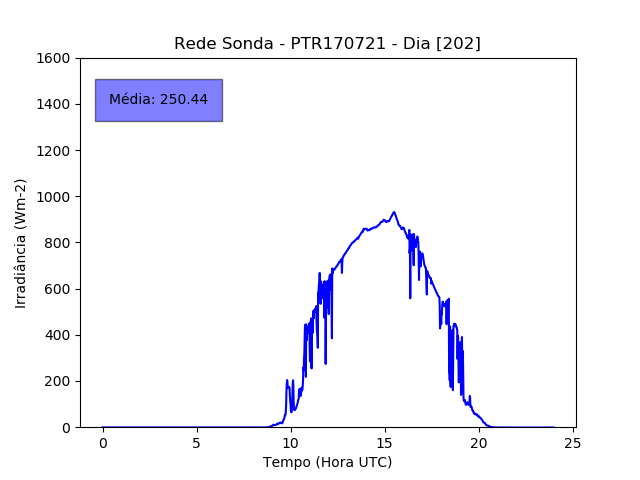 Rede Sonda - PTR170721 - Dia [202]
Média: 250.44
Irradiância (Wm-2)
1600
1400
1200
1000
800
600
400
200
0
0 5 10 15 20 25
Tempo (Hora UTC)